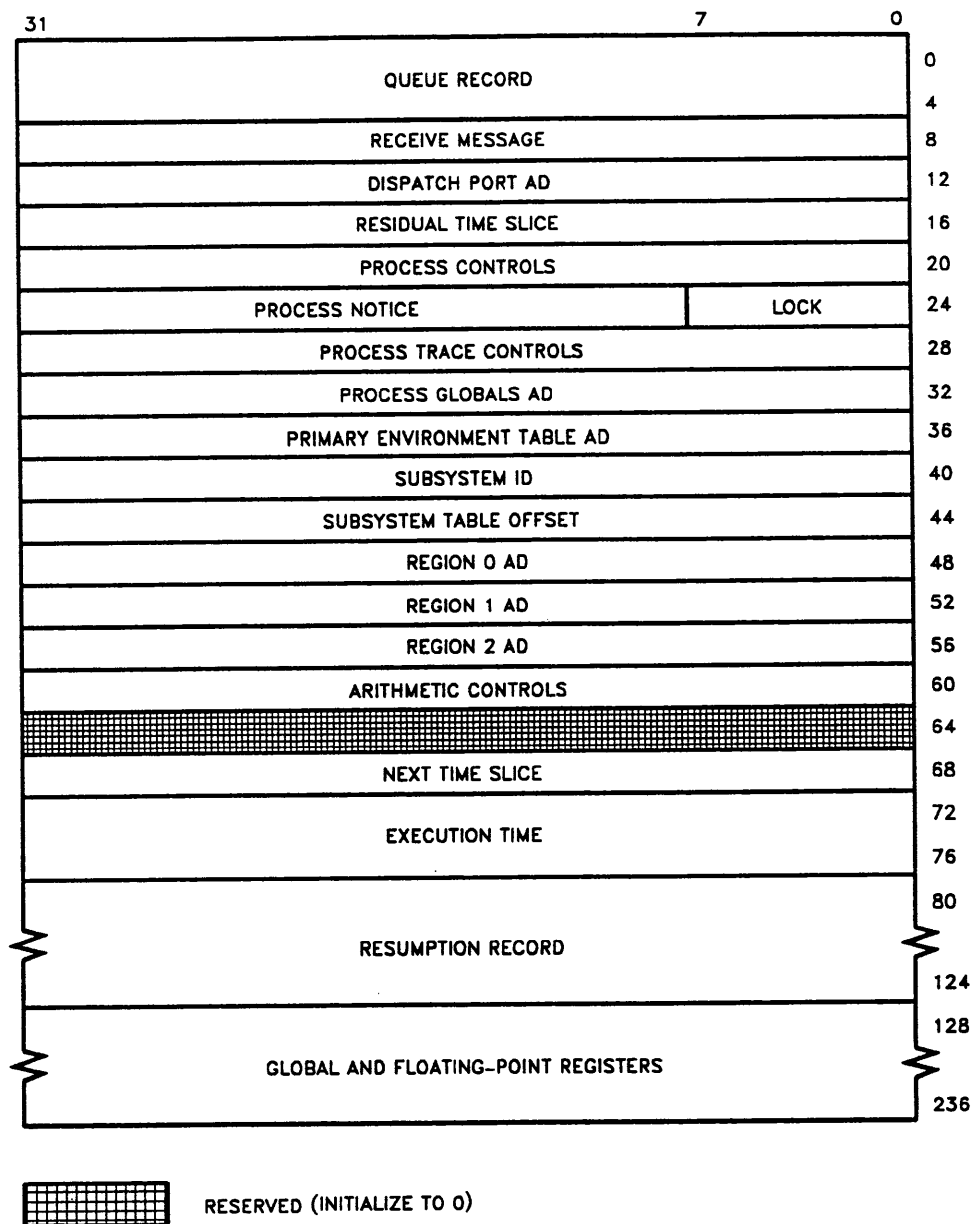 31 7 0
0
QUEUE RECORD
4
RECEIVE MESSAGE 8
DISPATCH PORT AD 12
RESIDUAL TIME SLICE 16
PROCESS CONTROLS 20
PROCESS NOTICE LOCK 24
PROCESS TRACE CONTROLS 28
PROCESS GLOBALS AD 32
PRIMARY ENVIRONMENT TABLE AD 36
SUBSYSTEM ID 40
SUBSYSTEM TABLE OFFSET 44
REGION 0 AD 48
REGION 1 AD 52
REGION 2 AD 56
ARITHMETIC CONTROLS 60
64
NEXT TIME SLICE 68
72
EXECUTION TIME
76
80
RESUMPTION RECORD
124
128
GLOBAL AND FLOATING-POINT REGISTERS
236
RESERVED (INITIALIZE TO 0)